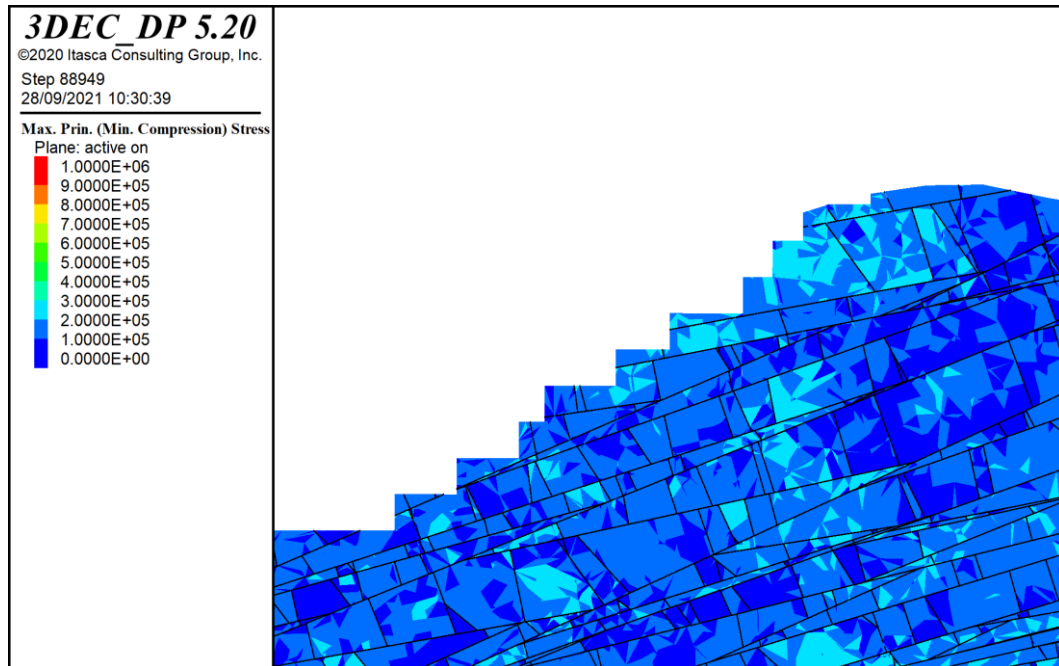 3DEC_DP 5.20
©2020 Itasca Consulting Group, Inc.
Step 88949
28/09/2021 10:30:39
Max. Prin. (Min. Compression) Stress
Plane: active on
1.0000E+06
9.0000E+05
8.0000E+05
7.0000E+05
6.0000E+05
5.0000E+05
4.0000E+05
3.0000E+05
2.0000E+05
1.0000E+05
0.0000E+00